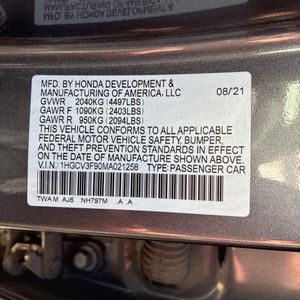 MFD. BY HONDA DEVELOPMENT &
MANUFACTURING OF AMERICA, LLC 08/21
GVWR 2040KG (4497LBS)
GAWR F 1090KG (2403LBS)
GAWR R 950KG (2094LBS)
THIS VEHICLE CONFORMS TO ALL APPLICABLE
FEDERAL MOTOR VEHICLE SAFETY, BUMPER,
AND THEFT PREVENTION STANDARDS IN EFFECT
ON THE DATE OF MANUFACTURE SHOWN ABOVE.
V.I.N.: 1HGCV3F90MA021258 TYPE: PASSENGER CAR
TWA M AJ6 NH797M .A .A